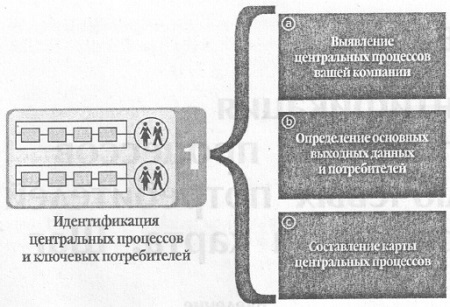 a
Выявление
центральных процессов
вашей компании
b
Определение основных
выходных данных
и потребителей
1
Идентификация
центральных процессов
и ключевых потребителей
c
Составление карты
центральных процессов